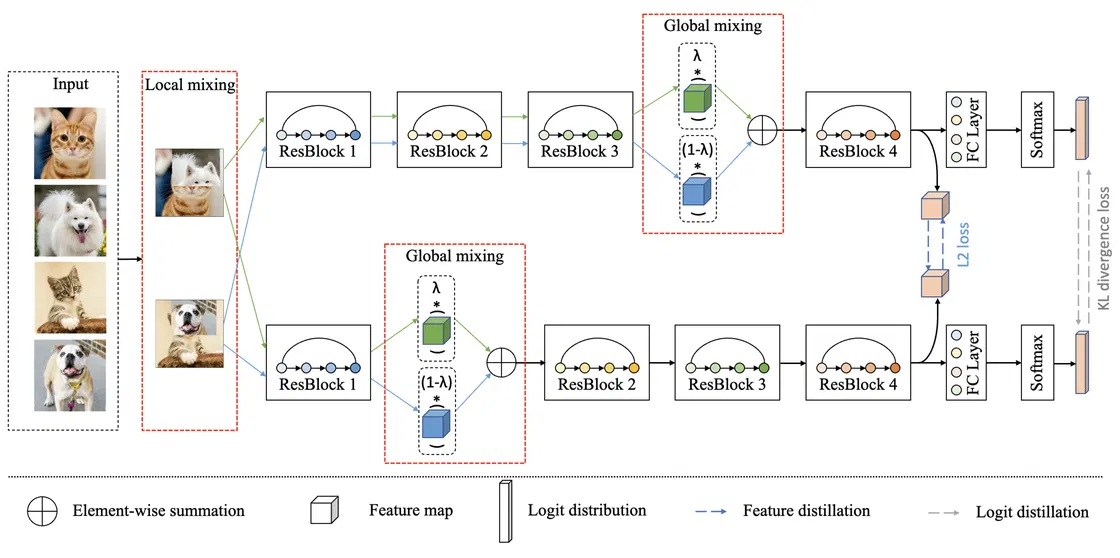 Input
Local mixing
ResBlock 1
ResBlock 2
ResBlock 3
Global mixing
λ
*
(1-λ)
*
ResBlock 4
FC Layer
Softmax
L2 loss
KL divergence loss
ResBlock 1
Global mixing
λ
*
(1-λ)
*
ResBlock 2
ResBlock 3
ResBlock 4
FC Layer
Softmax
Element-wise summation
Feature map
Logit distribution
Feature distillation
Logit distillation